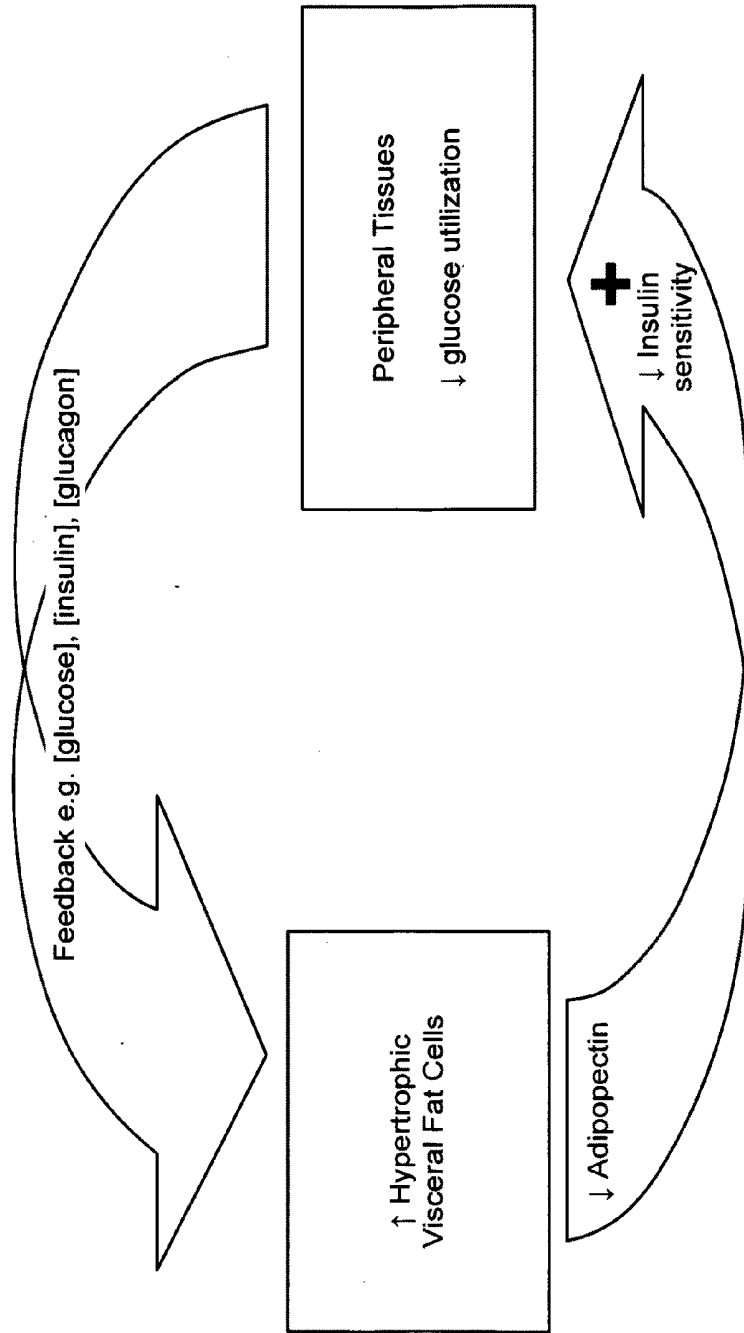 Feedback e.g. [glucose], [insulin], [glucagon]
↑ Hypertrophic
Visceral Fat Cells
Peripheral Tissues
↓ glucose utilization
↓ Adipopectin
+
↓ Insulin
sensitivity